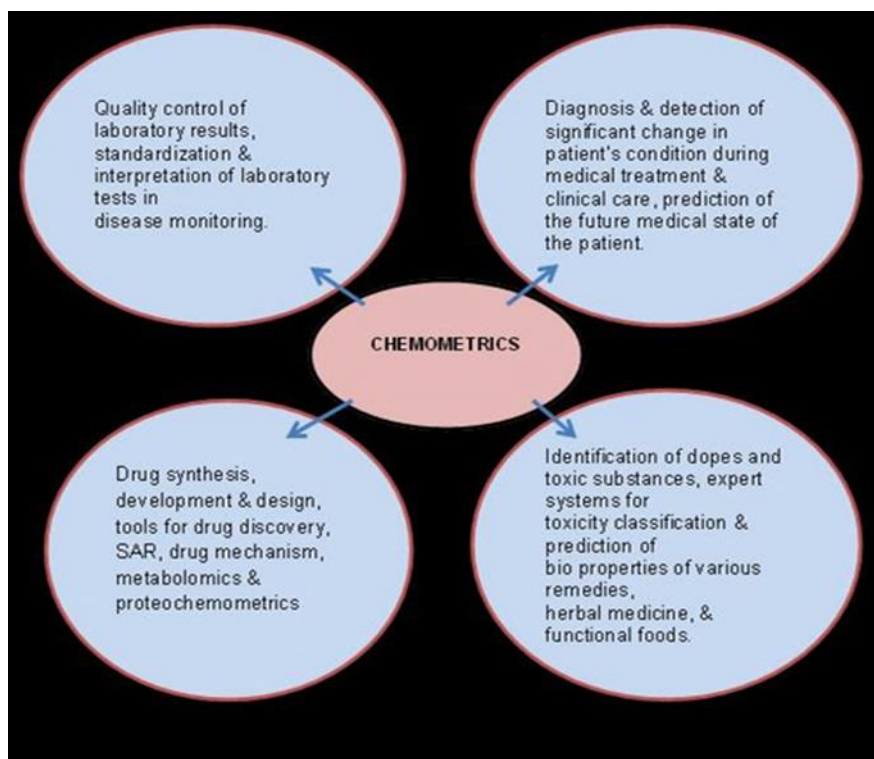 Quality control of
laboratory results,
standardization &
interpretation of laboratory
tests in
disease monitoring.
Diagnosis & detection of
significant change in
patient's condition during
medical treatment &
clinical care, prediction of
the future medical state of
the patient.
CHEMOMETRICS
Drug synthesis,
development & design,
tools for drug discovery,
SAR, drug mechanism,
metabolomics &
proteochemometrics
Identification of dopes and
toxic substances, expert
systems for
toxicity classification &
prediction of
bio properties of various
remedies,
herbal medicine, &
functional foods.